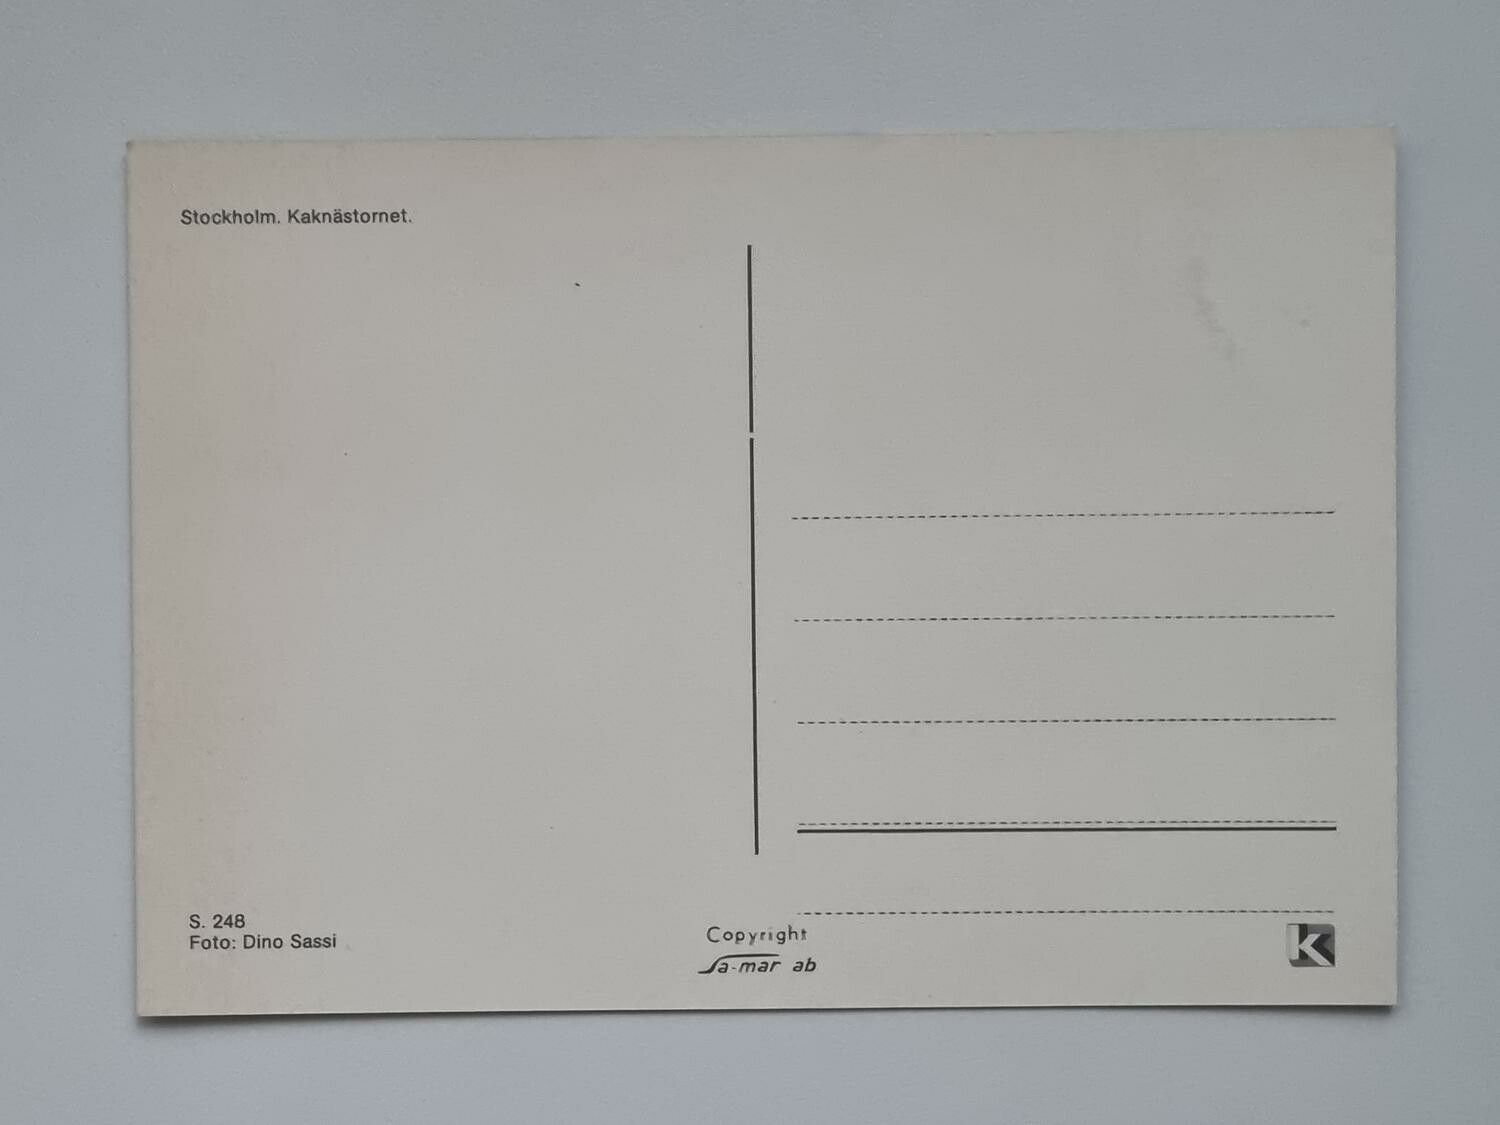 Stockholm. Kaknästornet.
S. 248
Foto: Dino Sassi
Copyright
Sa-mar ab
K